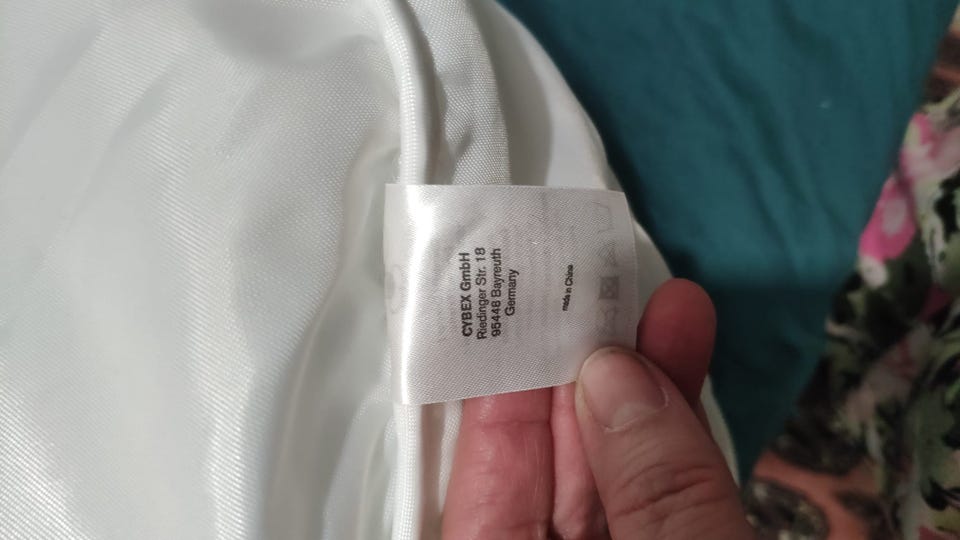 CYBEX GmbH
Riedinger Str. 18
95448 Bayreuth
Germany
made in China